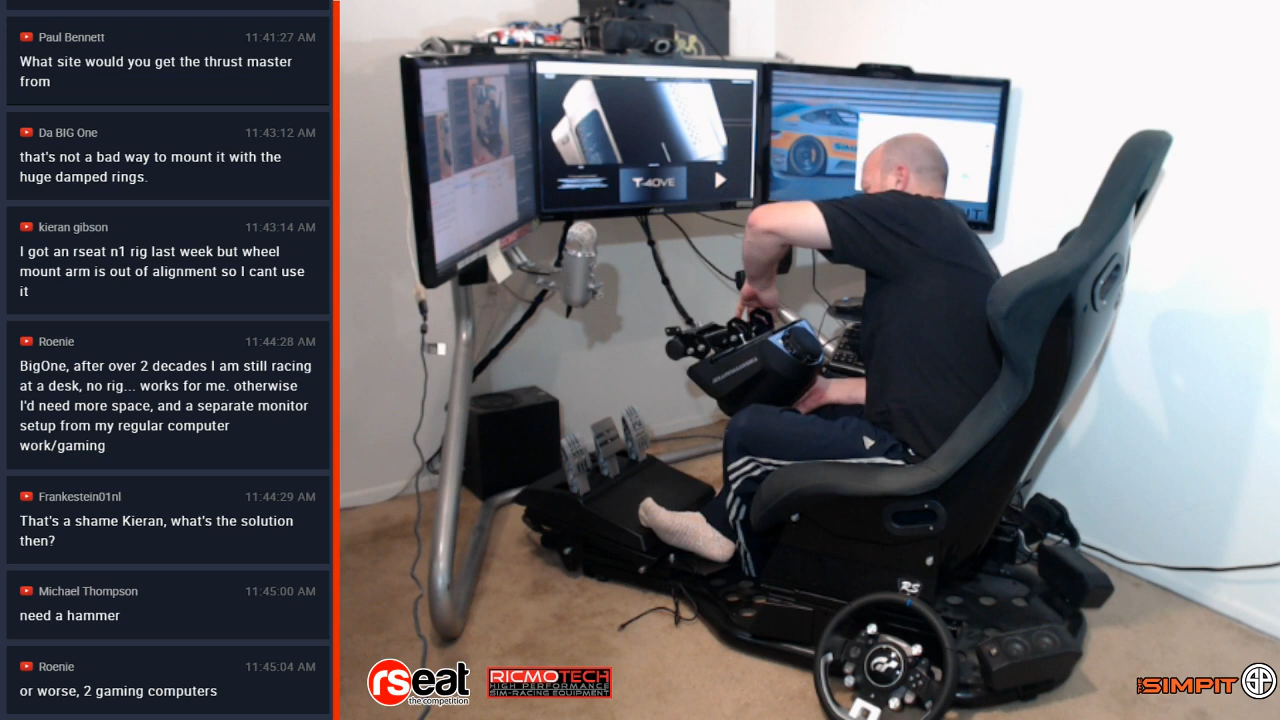 Paul Bennett 11:41:27 AM
What site would you get the thrust master
from
Da BIG One 11:43:12 AM
that's not a bad way to mount it with the
huge damped rings.
kieran gibson 11:43:14 AM
I got an rseat n1 rig last week but wheel
mount arm is out of alignment so I cant use
it
Roenie 11:44:28 AM
BigOne, after over 2 decades I am still racing
at a desk, no rig... works for me. otherwise
I'd need more space, and a separate monitor
setup from my regular computer
work/gaming
Frankestein01nl 11:44:29 AM
That's a shame Kieran, what's the solution
then?
Michael Thompson 11:45:00 AM
need a hammer
Roenie 11:45:04 AM
or worse, 2 gaming computers
T-40VE
RS
GT
rseat
the competition
RICMOTECH
HIGH PERFORMANCE
SIM-RACING EQUIPMENT
THE SIMPIT